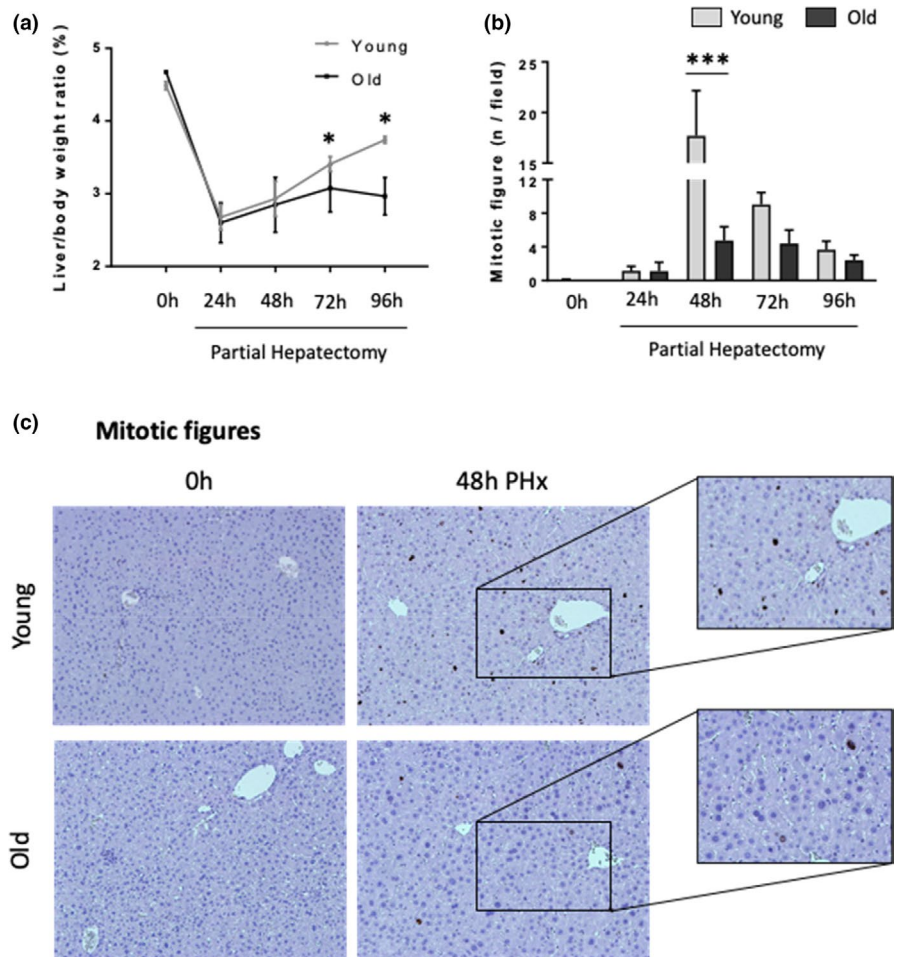 (a)
Liver/body weight ratio (%)
5
4
3
2
Young
Old
*
*
0h 24h 48h 72h 96h
Partial Hepatectomy
(b)
Young Old
Mitotic figure (n / field)
25
20
15
12
8
4
0
***
0h 24h 48h 72h 96h
Partial Hepatectomy
(c)
Mitotic figures
0h 48h PHx
Young
Old